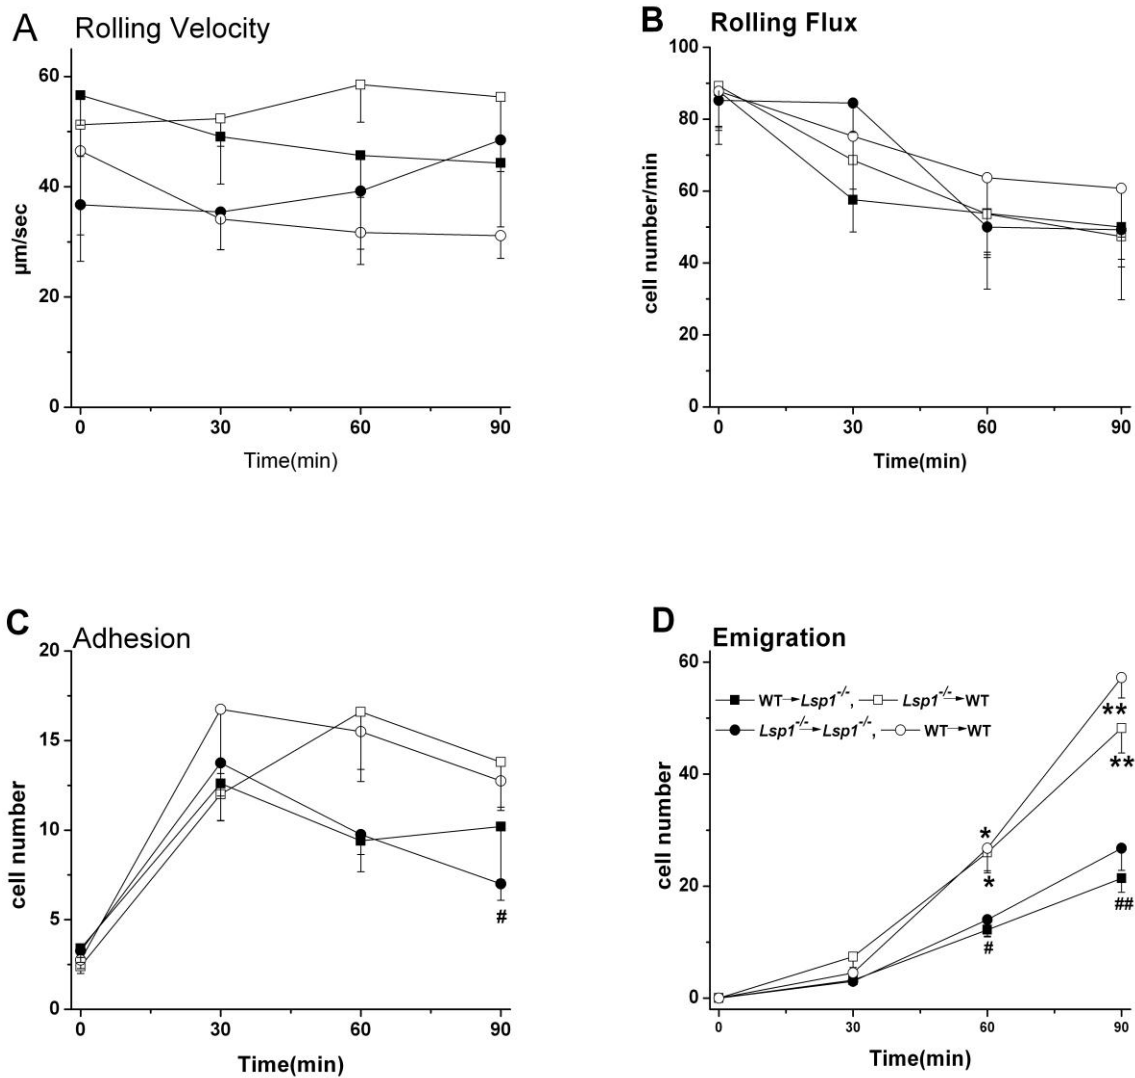 A Rolling Velocity
60
40
20
0
µm/sec
0 30 60 90
Time(min)
B Rolling Flux
100
80
60
40
20
0
cell number/min
0 30 60 90
Time(min)
C Adhesion
20
15
10
5
0
cell number
#
0 30 60 90
Time(min)
D Emigration
60
40
20
0
cell number
WT→Lsp1-/-, Lsp1-/-→WT
Lsp1-/-→Lsp1-/-, WT→WT
**
**
*
*
##
#
0 30 60 90
Time(min)